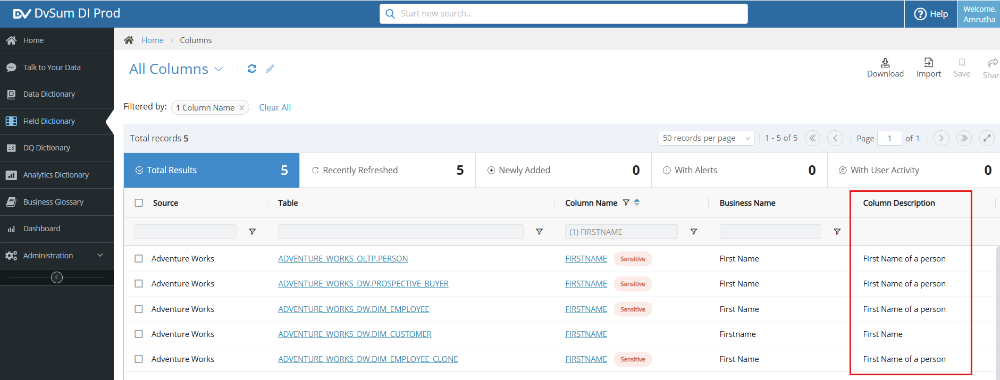 DV DvSum DI Prod
Start new search...
Help
Welcome,
Amrutha
Home
Talk to Your Data
Data Dictionary
Field Dictionary
DQ Dictionary
Analytics Dictionary
Business Glossary
Dashboard
Administration
Home > Columns
All Columns
Download
Import
Save
Shar
Filtered by: 1 Column Name x Clear All
Total records 5
50 records per page
1 - 5 of 5
Page 1 of 1
Total Results 5
Recently Refreshed 5
Newly Added 0
With Alerts 0
With User Activity 0
Source Table Column Name Business Name Column Description
(1) FIRSTNAME
Adventure Works ADVENTURE_WORKS_OLTP.PERSON FIRSTNAME Sensitive First Name First Name of a person
Adventure Works ADVENTURE_WORKS_DW.PROSPECTIVE_BUYER FIRSTNAME Sensitive First Name First Name of a person
Adventure Works ADVENTURE_WORKS_DW.DIM_EMPLOYEE FIRSTNAME Sensitive First Name First Name of a person
Adventure Works ADVENTURE_WORKS_DW.DIM_CUSTOMER FIRSTNAME Firstname First Name
Adventure Works ADVENTURE_WORKS_DW.DIM_EMPLOYEE_CLONE FIRSTNAME Sensitive First Name First Name of a person